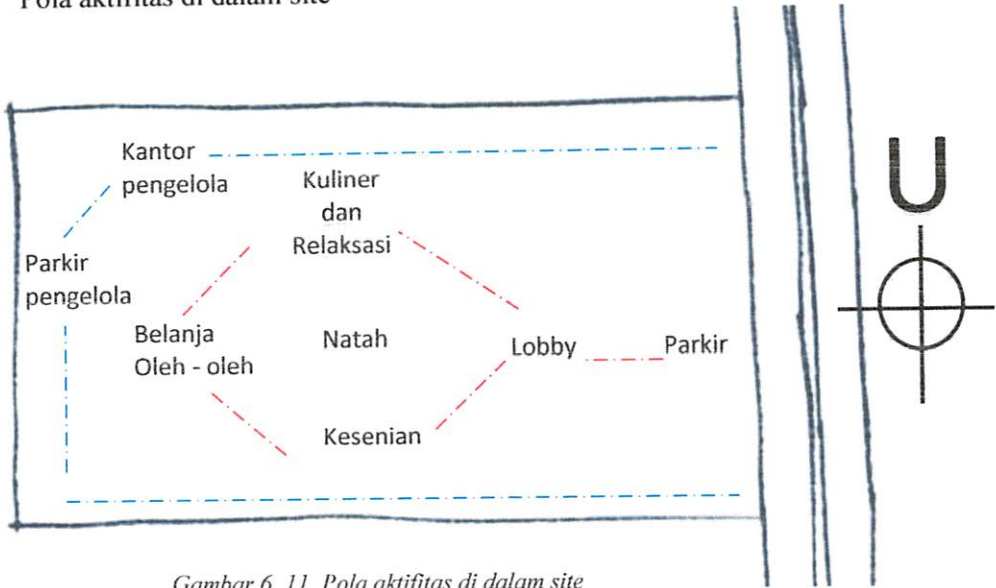 Pola aktifitas di dalam site
Kantor
pengelola
Kuliner
dan
Relaksasi
U
Parkir
pengelola
Belanja
Oleh - oleh
Natah
Lobby
Parkir
Kesenian
Gambar 6. 11. Pola aktifitas di dalam site